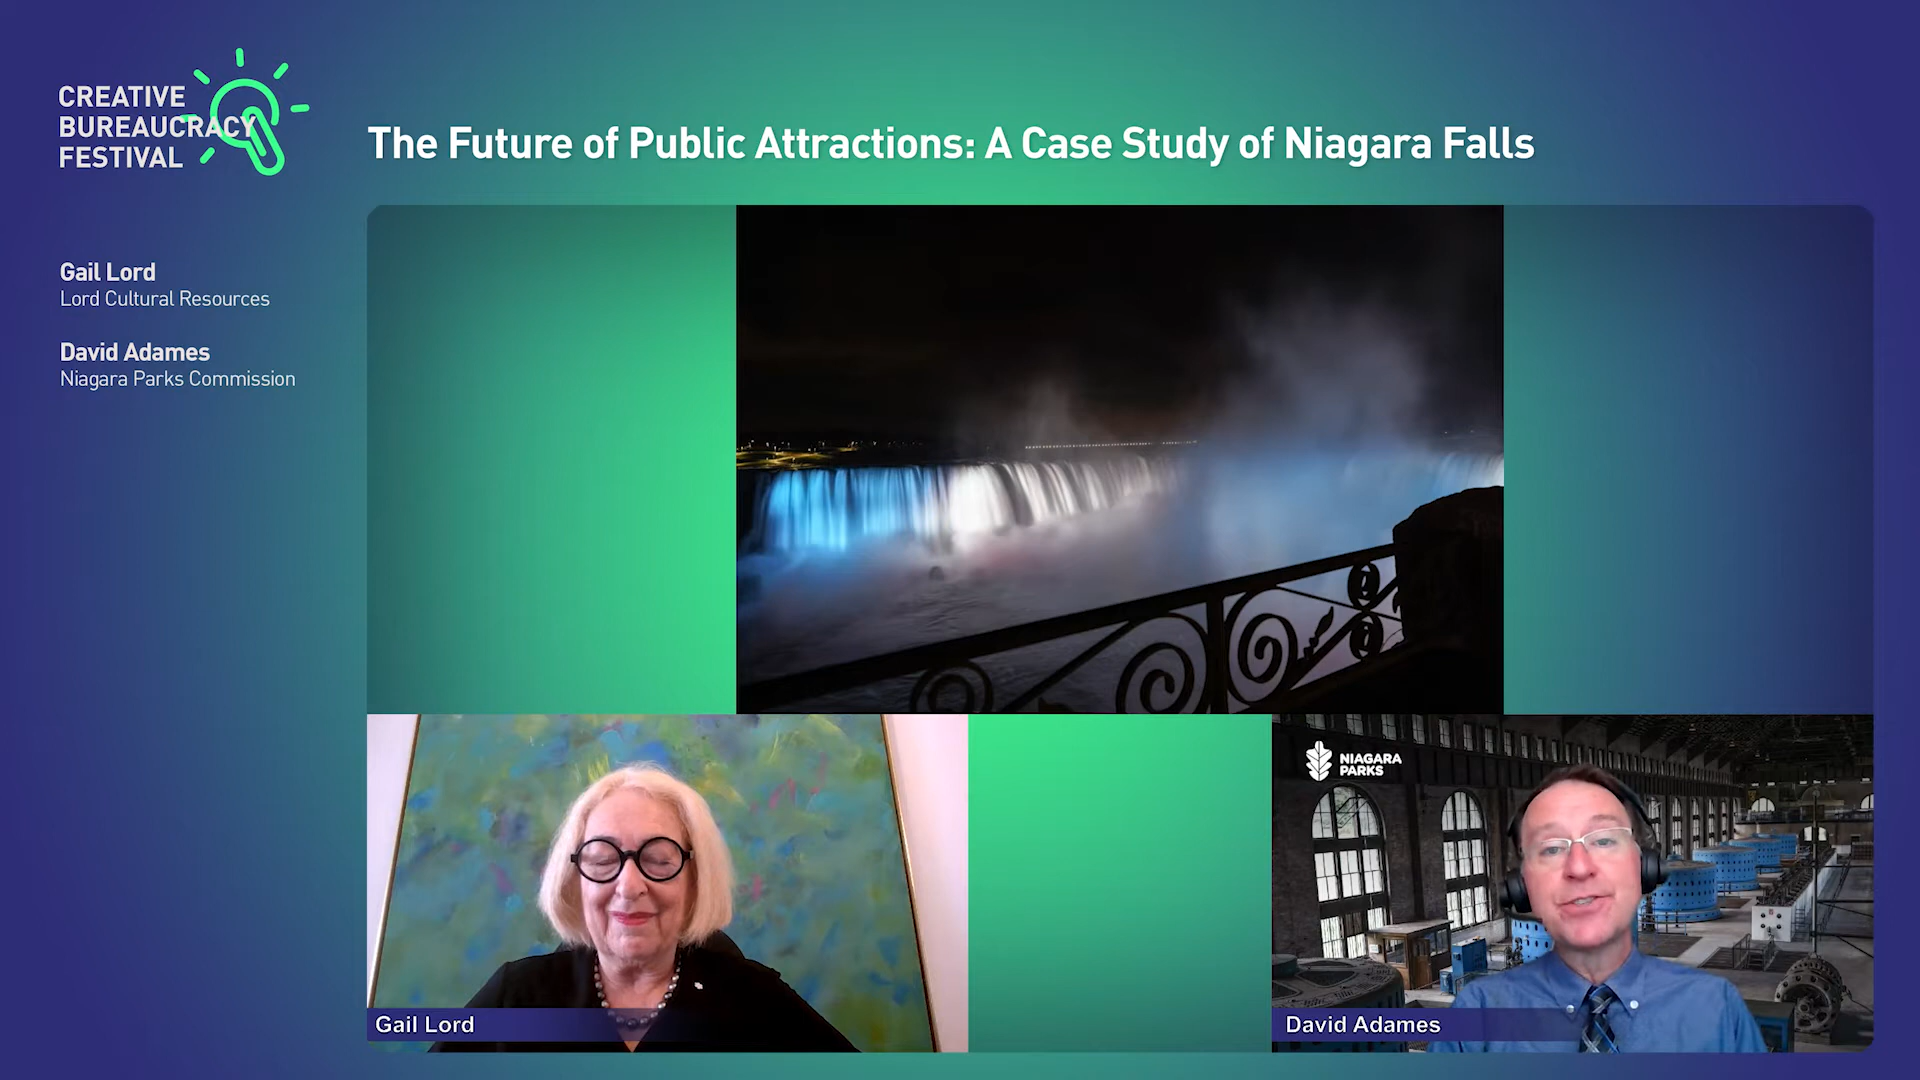 CREATIVE
BUREAUCRACY
FESTIVAL
The Future of Public Attractions: A Case Study of Niagara Falls
Gail Lord
Lord Cultural Resources
David Adames
Niagara Parks Commission
NIAGARA
PARKS
Gail Lord
David Adames